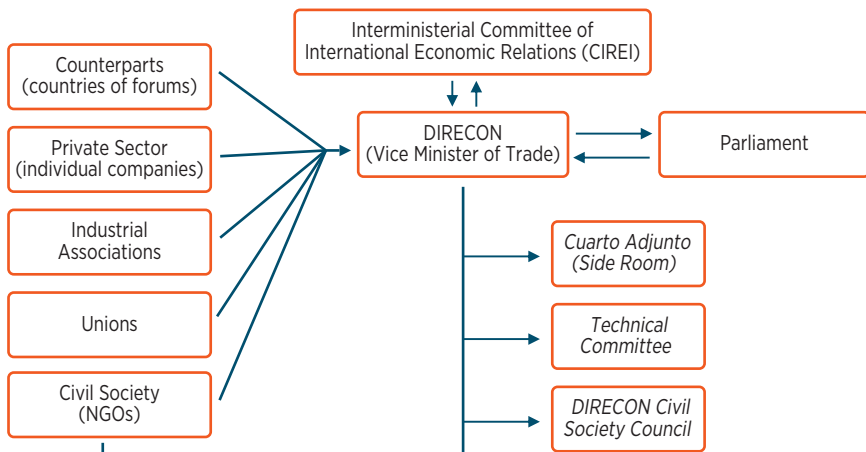 Interministerial Committee of
International Economic Relations (CIREI)
Counterparts
(countries of forums)
DIRECON
(Vice Minister of Trade)
Parliament
Private Sector
(individual companies)
Industrial
Associations
Cuarto Adjunto
(Side Room)
Unions
Technical
Committee
Civil Society
(NGOs)
DIRECON Civil
Society Council